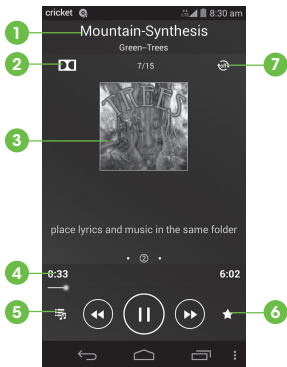 cricket 8:30 am
1 Mountain-Synthesis
Green-Trees
2 7/15 7
TREES
3
place lyrics and music in the same folder
②
4 0:33 6:02
5 6